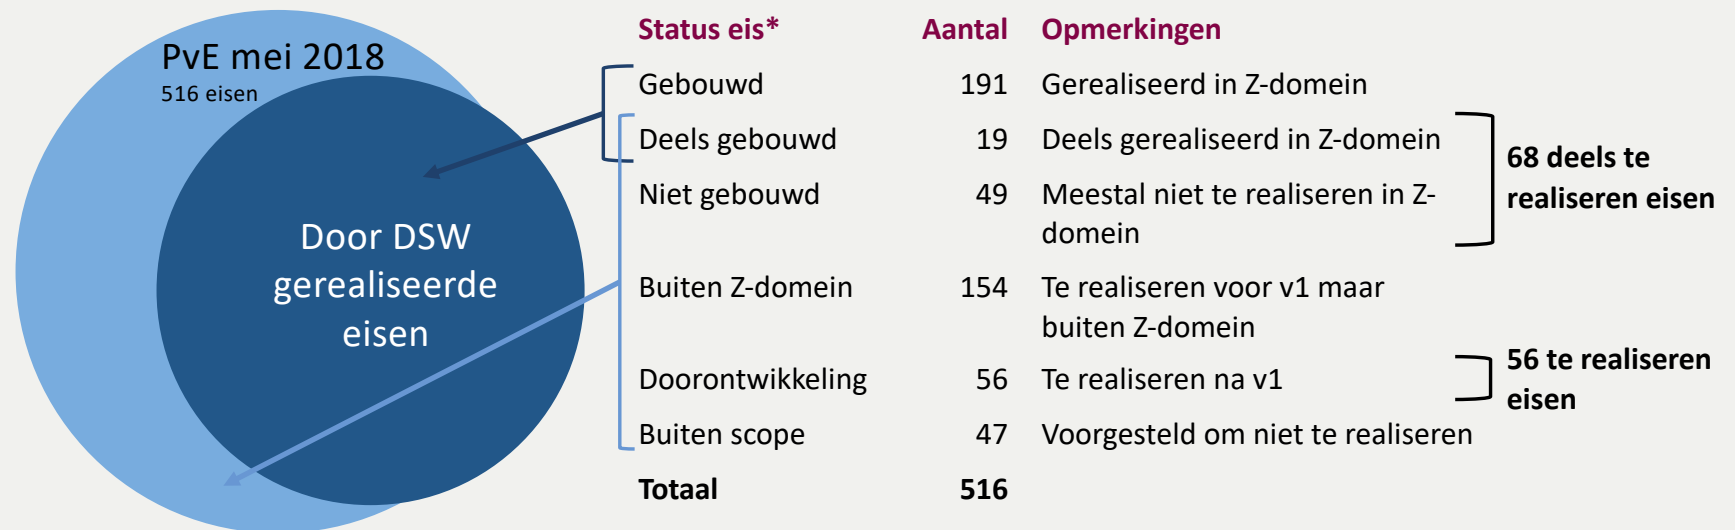 PvE mei 2018
516 eisen
Door DSW
gerealiseerde
eisen
Status eis* Aantal Opmerkingen
Gebouwd 191 Gerealiseerd in Z-domein
Deels gebouwd 19 Deels gerealiseerd in Z-domein
Niet gebouwd 49 Meestal niet te realiseren in Z-
domein
Buiten Z-domein 154 Te realiseren voor v1 maar
buiten Z-domein
Doorontwikkeling 56 Te realiseren na v1
Buiten scope 47 Voorgesteld om niet te realiseren
Totaal 516
68 deels te
realiseren eisen
56 te realiseren
eisen